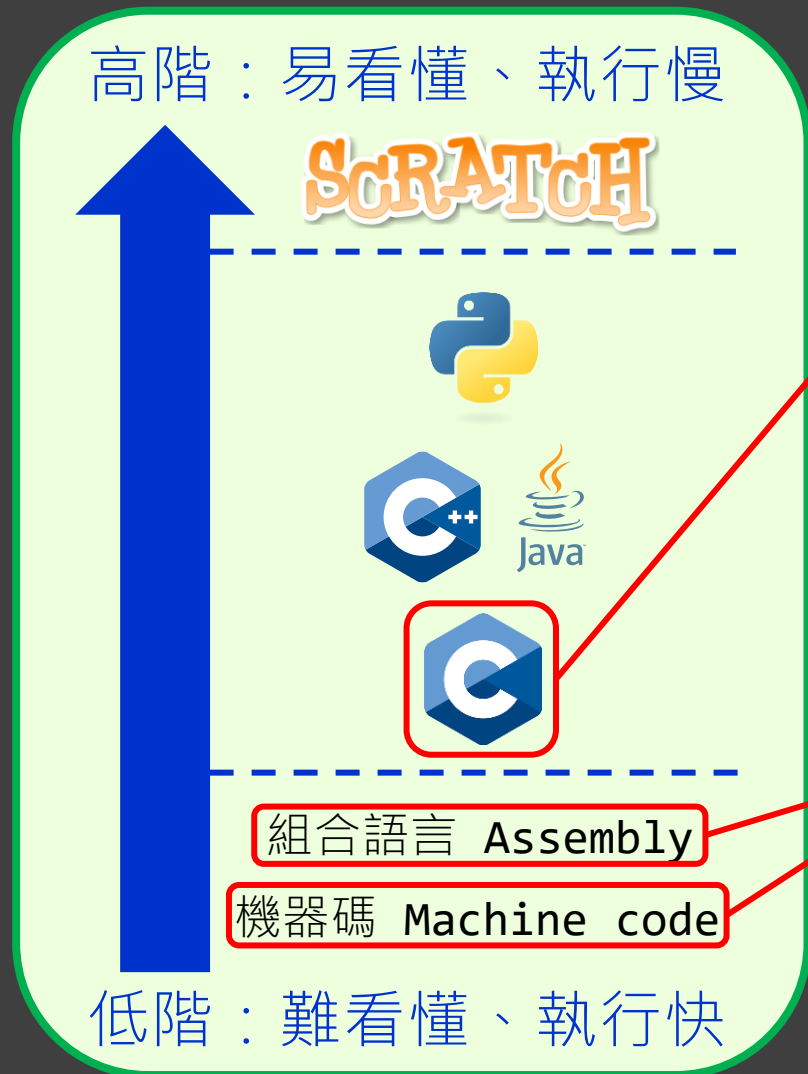 高階：易看懂、執行慢
SCRATCH
C++
Java
C
組合語言 Assembly
機器碼 Machine code
低階：難看懂、執行快